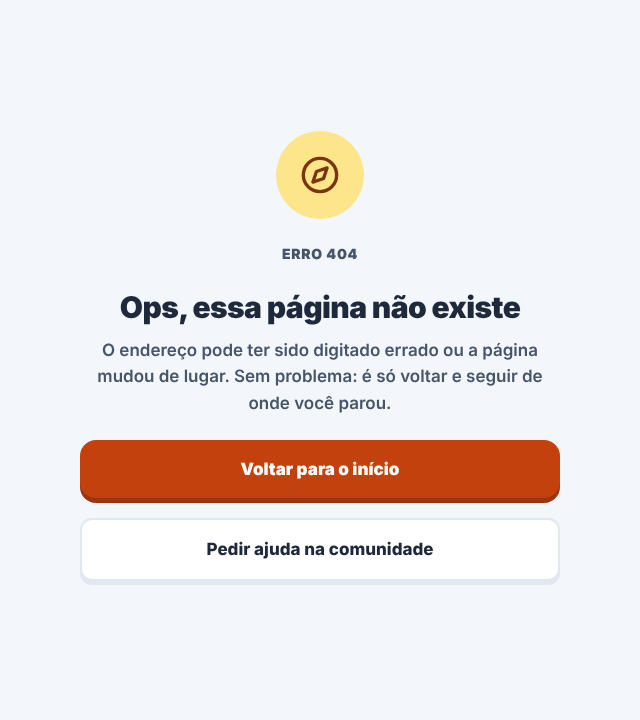 ERRO 404
Ops, essa página não existe
O endereço pode ter sido digitado errado ou a página
mudou de lugar. Sem problema: é só voltar e seguir de
onde você parou.
Voltar para o início
Pedir ajuda na comunidade